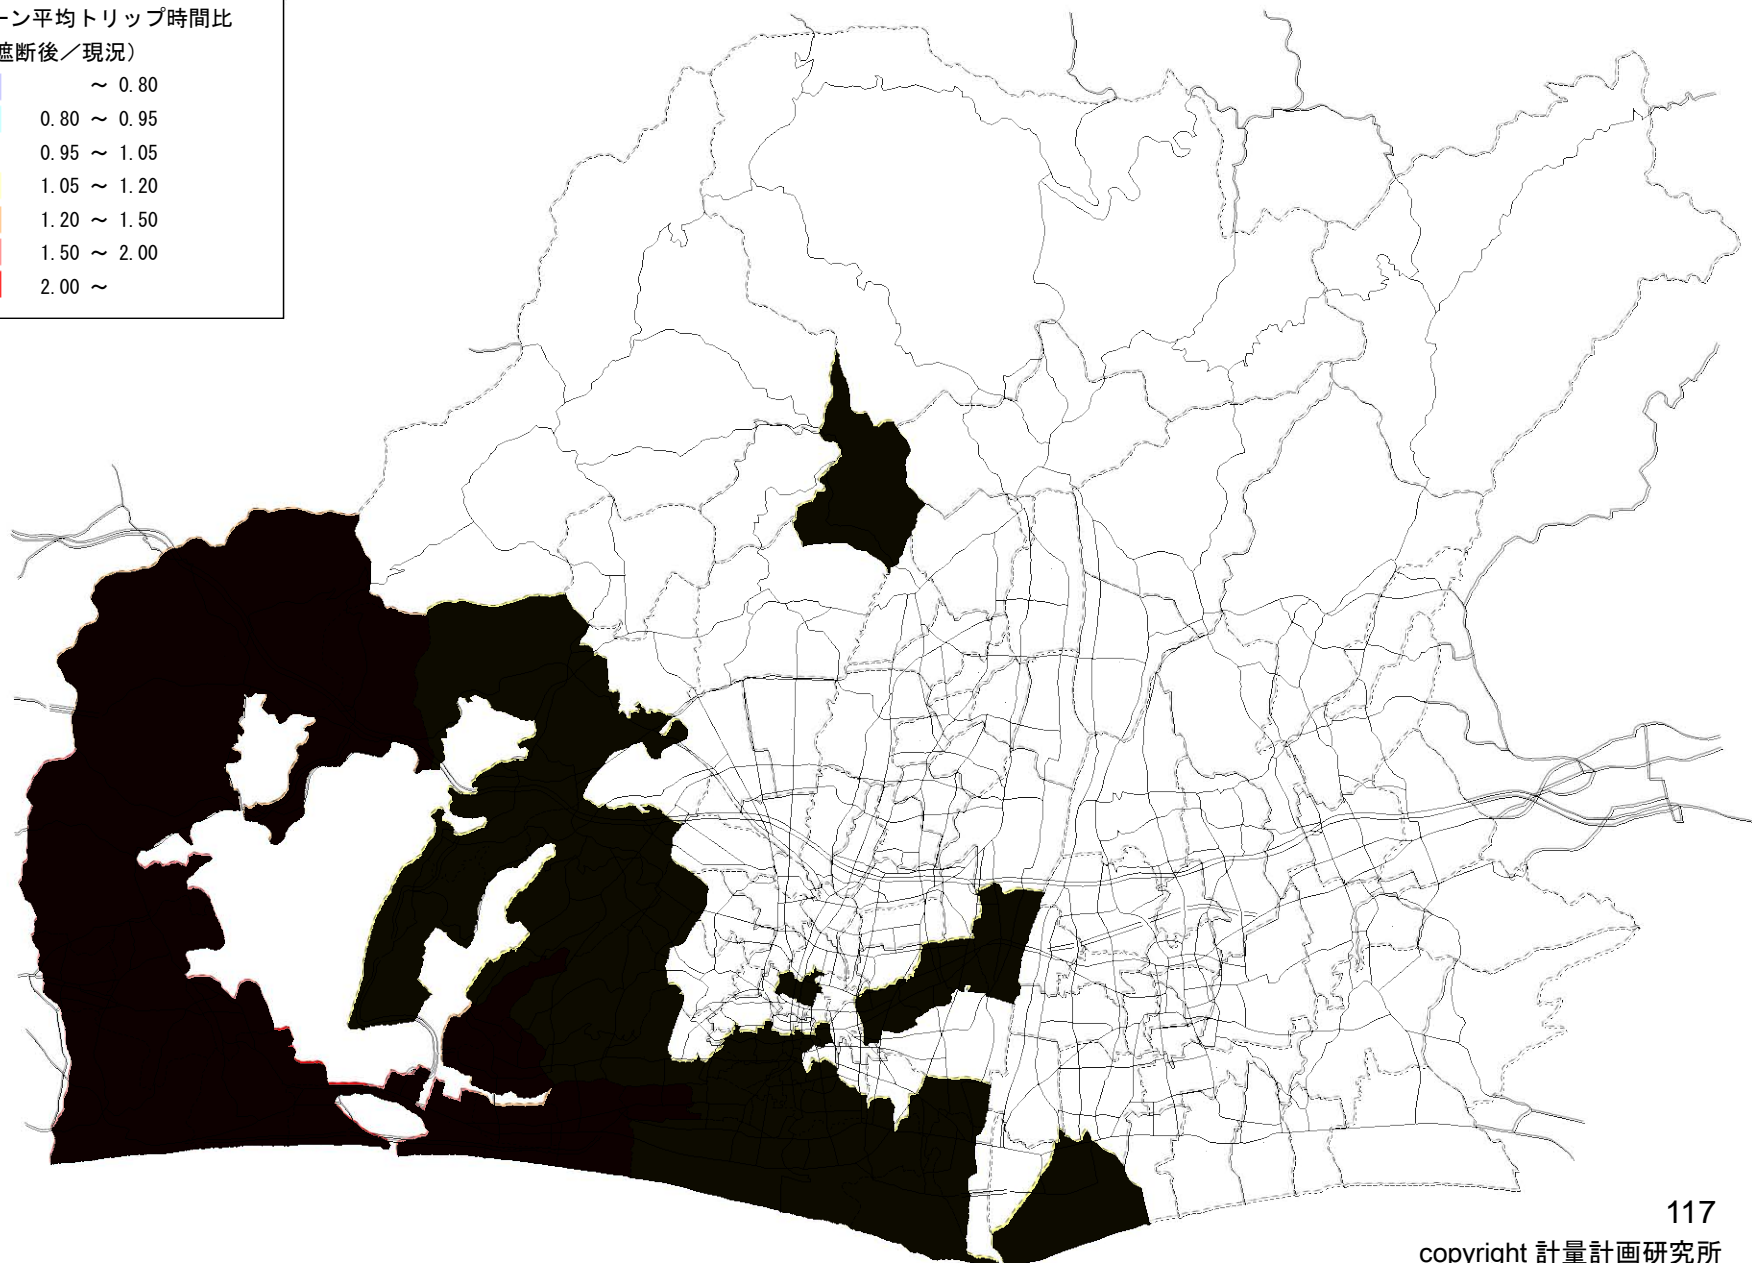 ーン平均トリップ時間比
遮断後／現況）
～ 0.80
0.80 ～ 0.95
0.95 ～ 1.05
1.05 ～ 1.20
1.20 ～ 1.50
1.50 ～ 2.00
2.00 ～
117
copyright 計量計画研究所